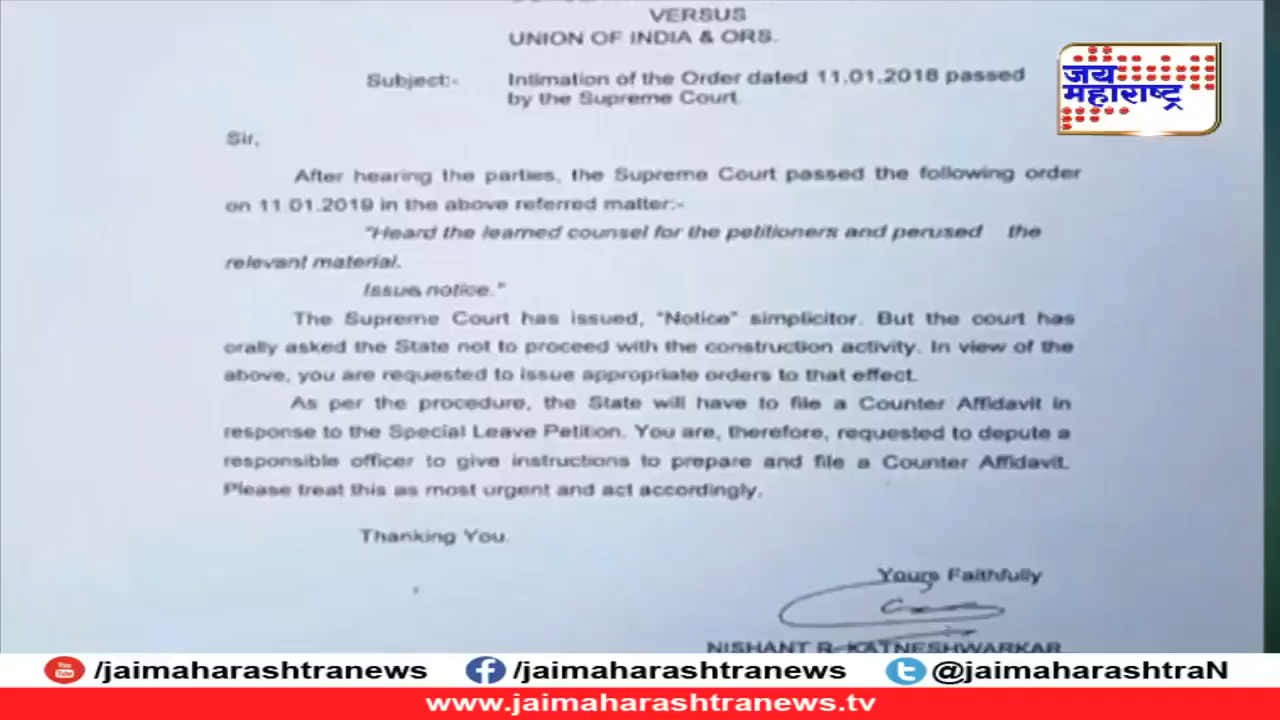 VERSUS
UNION OF INDIA & ORS.
Subject:- Intimation of the Order dated 11.01.2018 passed
by the Supreme Court.
जय
महाराष्ट्र
Sir,
After hearing the parties, the Supreme Court passed the following order
on 11.01.2019 in the above referred matter:-
"Heard the learned counsel for the petitioners and perused the
relevant material.
Issue notice."
The Supreme Court has issued, "Notice" simplicitor. But the court has
orally asked the State not to proceed with the construction activity. In view of the
above, you are requested to issue appropriate orders to that effect.
As per the procedure, the State will have to file a Counter Affidavit in
response to the Special Leave Petition. You are, therefore, requested to depute a
responsible officer to give instructions to prepare and file a Counter Affidavit.
Please treat this as most urgent and act accordingly.
Thanking You.
Yours Faithfully
NISHANT R. KATNESHWARKAR
You Tube /jaimaharashtranews f /jaimaharashtranews @jaimaharashtraN
www.jaimaharashtranews.tv